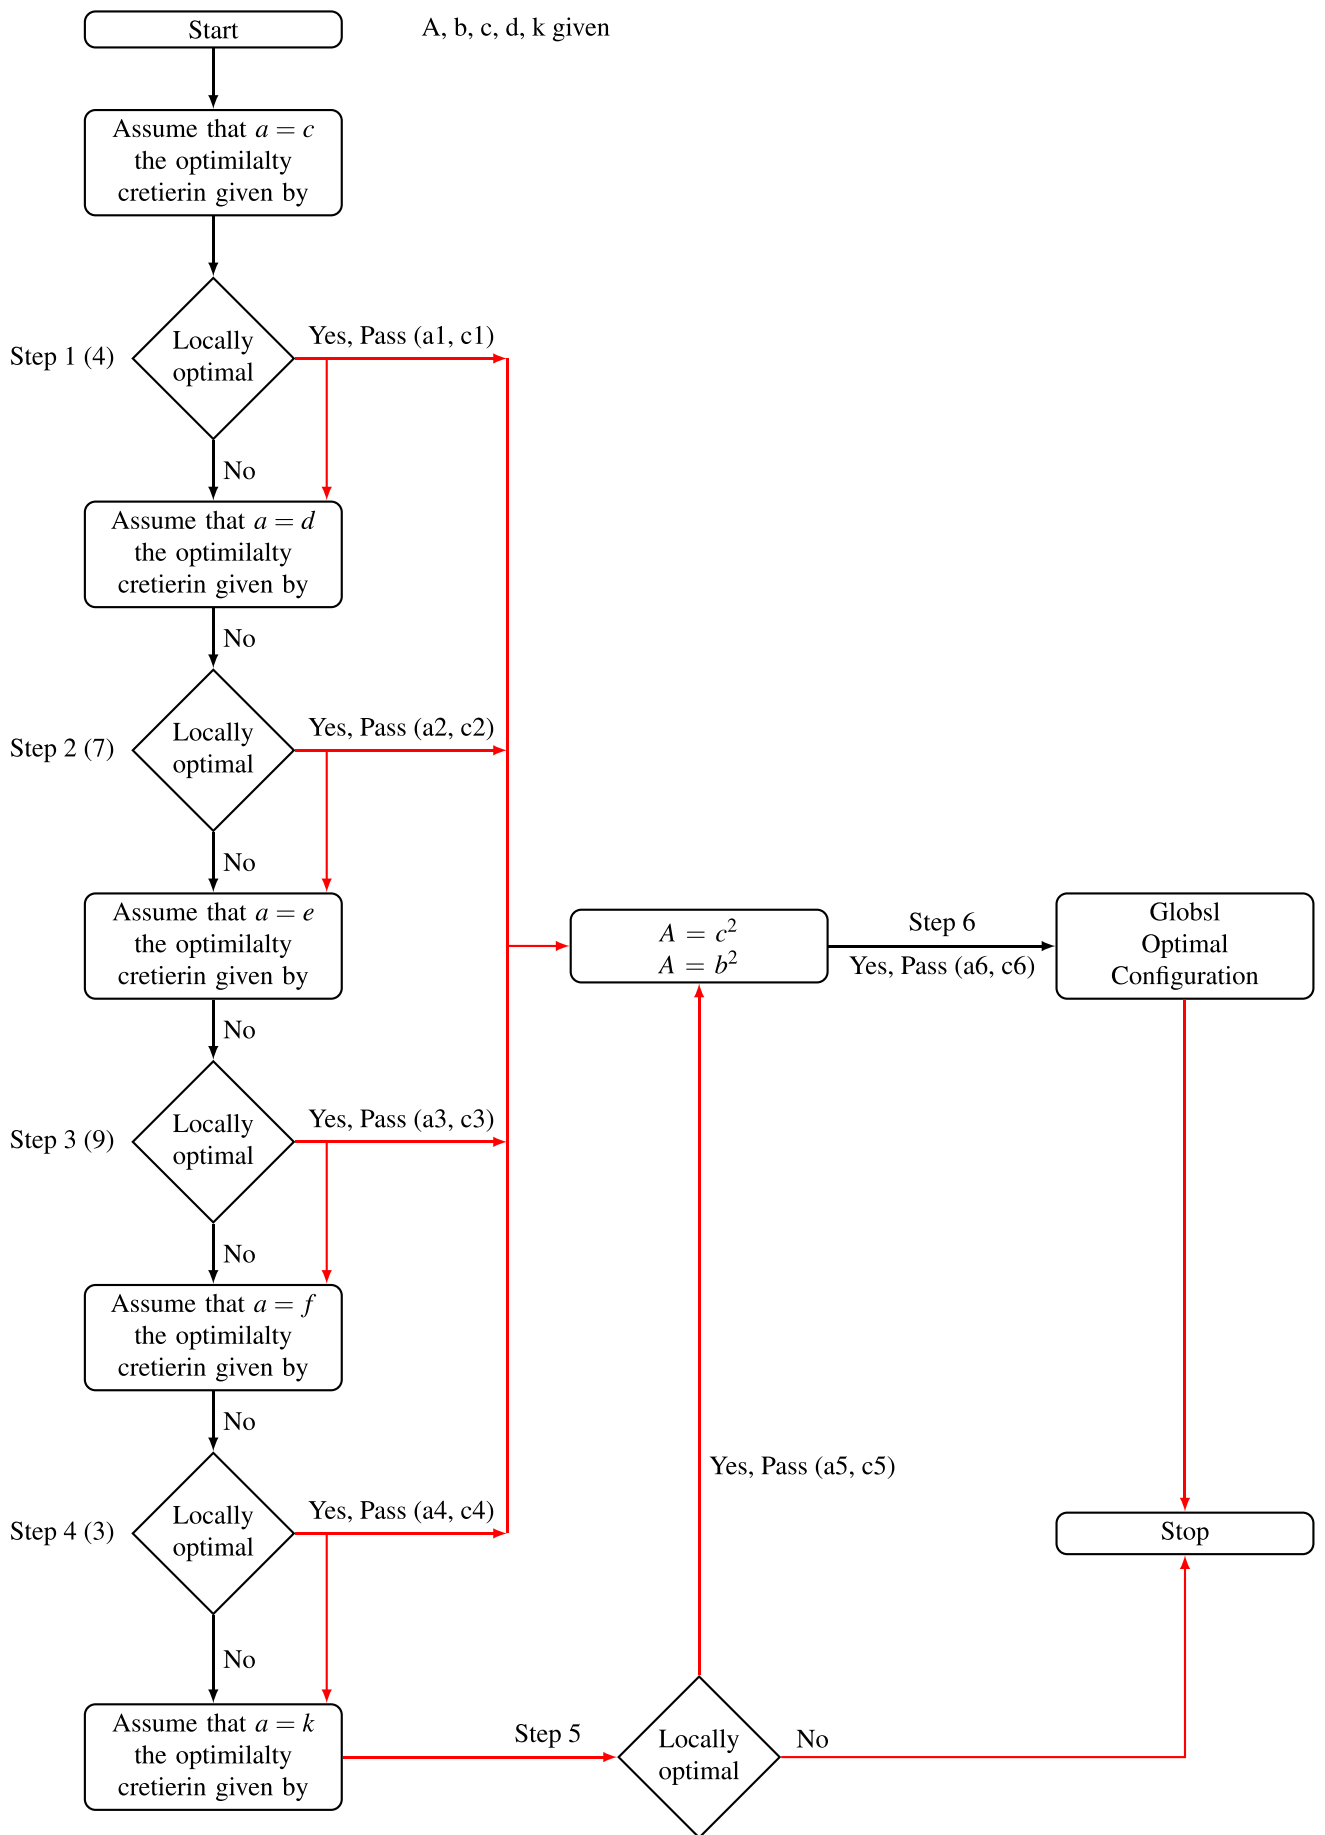 Start
A, b, c, d, k given
Assume that a = c
the optimilalty
cretierin given by
Step 1 (4)
Locally
optimal
Yes, Pass (a1, c1)
No
Assume that a = d
the optimilalty
cretierin given by
No
Step 2 (7)
Locally
optimal
Yes, Pass (a2, c2)
No
Assume that a = e
the optimilalty
cretierin given by
A = c²
A = b²
Step 6
Yes, Pass (a6, c6)
Globsl
Optimal
Configuration
No
Step 3 (9)
Locally
optimal
Yes, Pass (a3, c3)
No
Assume that a = f
the optimilalty
cretierin given by
No
Yes, Pass (a5, c5)
Step 4 (3)
Locally
optimal
Yes, Pass (a4, c4)
Stop
No
Assume that a = k
the optimilalty
cretierin given by
Step 5
Locally
optimal
No